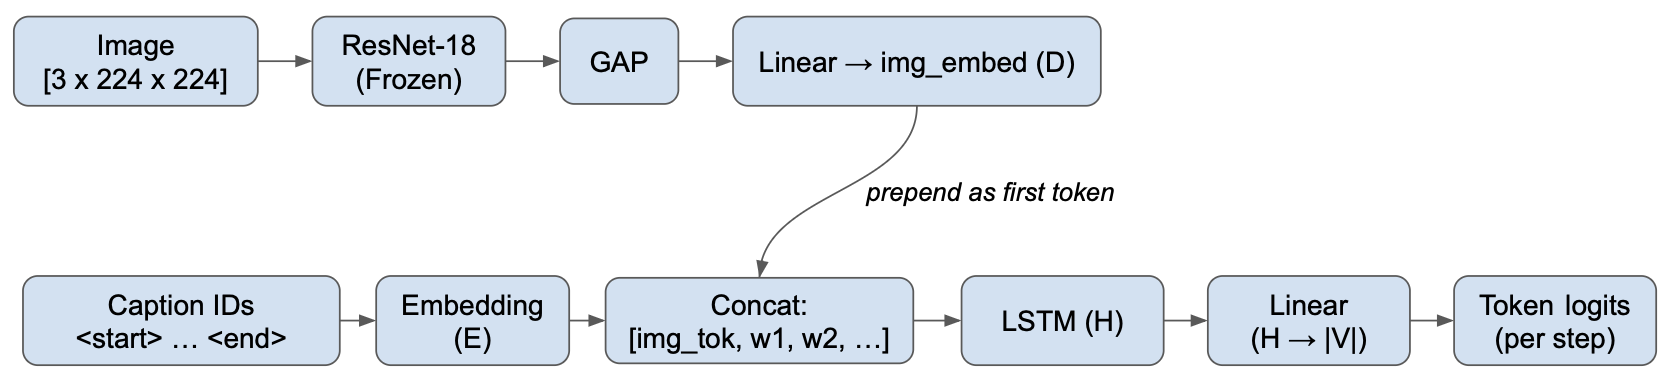 Image
[3 x 224 x 224]
ResNet-18
(Frozen)
GAP
Linear → img_embed (D)
prepend as first token
Caption IDs
<start> … <end>
Embedding
(E)
Concat:
[img_tok, w1, w2, …]
LSTM (H)
Linear
(H → |V|)
Token logits
(per step)